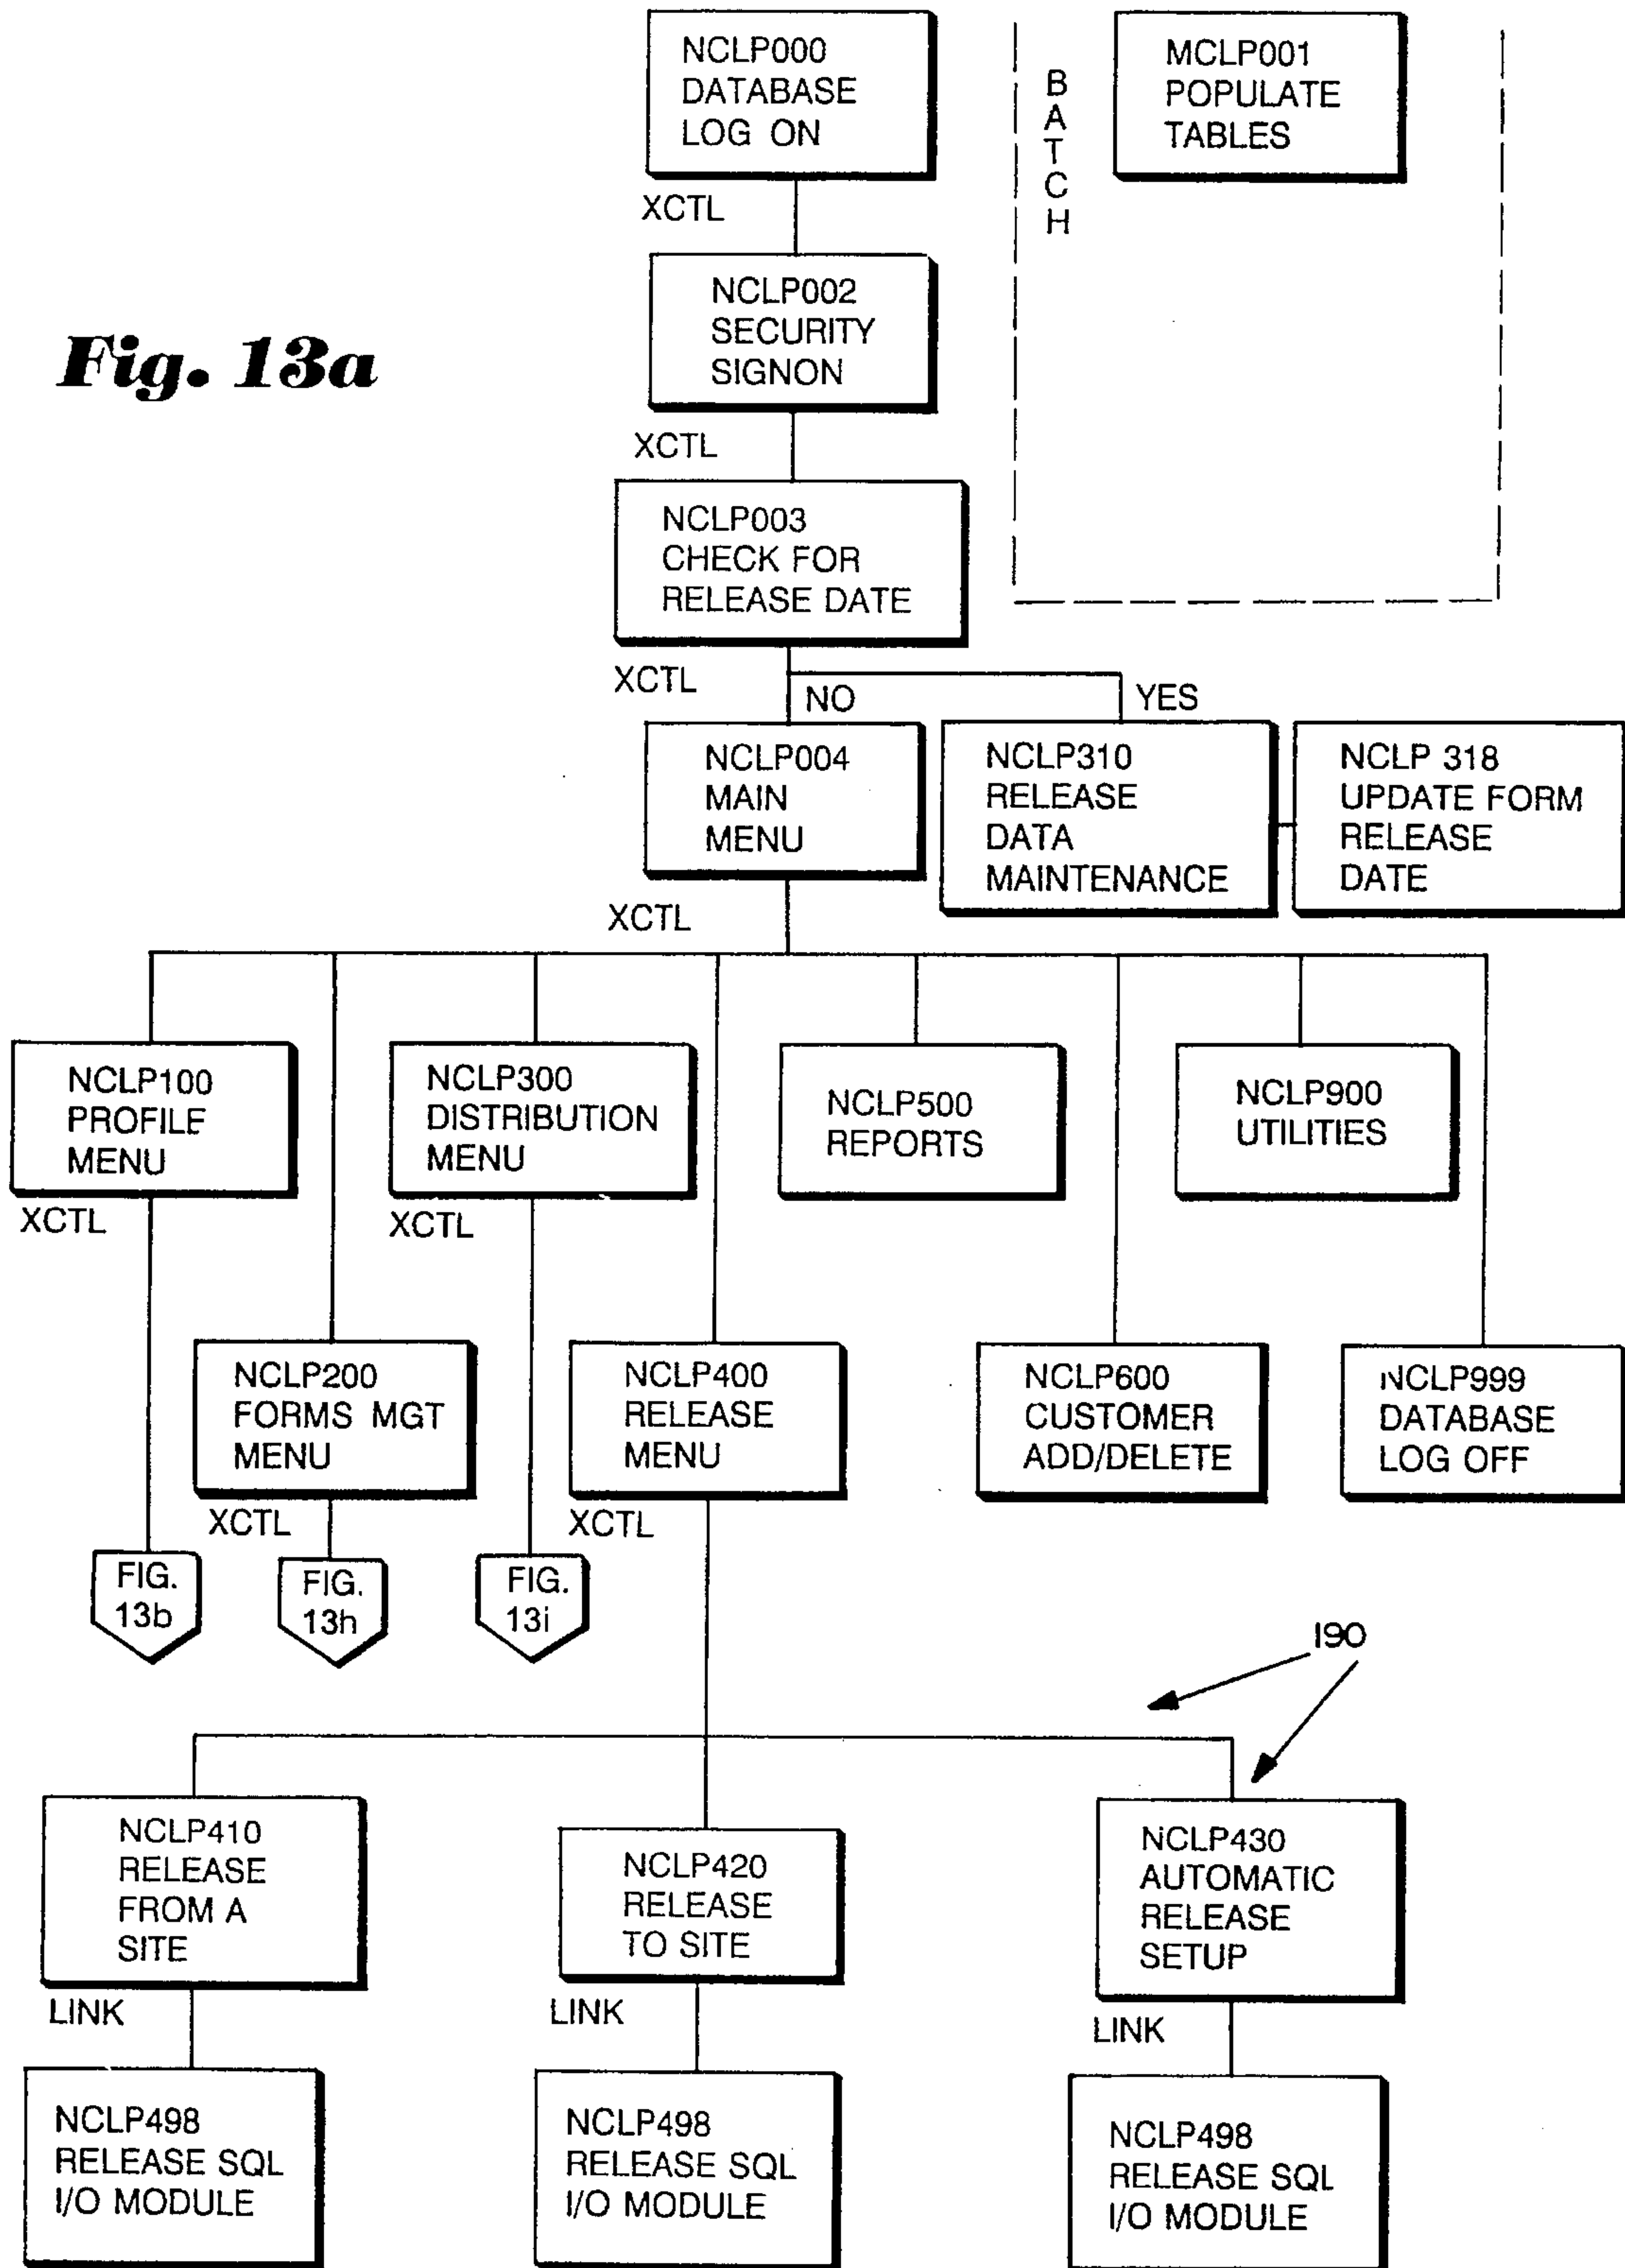 NCLP000
DATABASE
LOG ON
MCLP001
POPULATE
TABLES
BATCH
XCTL
NCLP002
SECURITY
SIGNON
Fig. 13a
XCTL
NCLP003
CHECK FOR
RELEASE DATE
XCTL
NO
YES
NCLP004
MAIN
MENU
NCLP310
RELEASE
DATA
MAINTENANCE
NCLP 318
UPDATE FORM
RELEASE
DATE
XCTL
NCLP100
PROFILE
MENU
NCLP300
DISTRIBUTION
MENU
NCLP500
REPORTS
NCLP900
UTILITIES
XCTL
XCTL
NCLP200
FORMS MGT
MENU
NCLP400
RELEASE
MENU
NCLP600
CUSTOMER
ADD/DELETE
NCLP999
DATABASE
LOG OFF
XCTL
XCTL
FIG.
13b
FIG.
13h
FIG.
13i
190
NCLP410
RELEASE
FROM A
SITE
NCLP420
RELEASE
TO SITE
NCLP430
AUTOMATIC
RELEASE
SETUP
LINK
LINK
LINK
NCLP498
RELEASE SQL
I/O MODULE
NCLP498
RELEASE SQL
I/O MODULE
NCLP498
RELEASE SQL
I/O MODULE